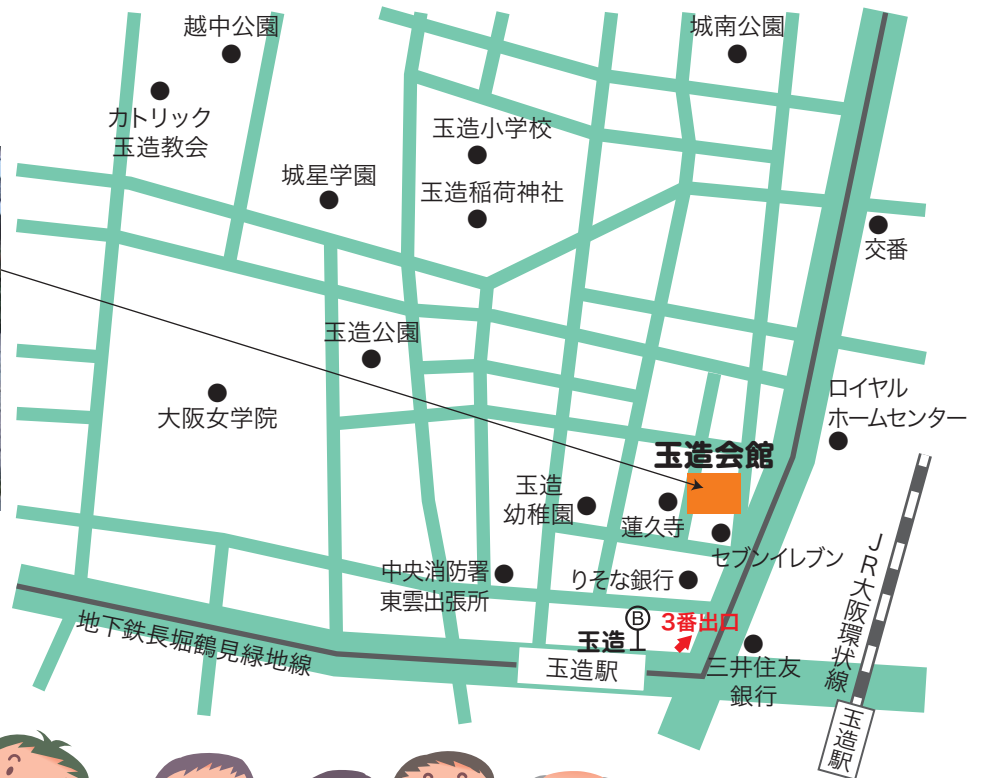 越中公園
城南公園
カトリック
玉造教会
玉造小学校
城星学園
玉造稲荷神社
交番
玉造公園
ロイヤル
ホームセンター
大阪女学院
玉造会館
玉造
幼稚園
蓮久寺
セブンイレブン
JR大阪環状線
中央消防署
東雲出張所
りそな銀行
B
3番出口
玉造
地下鉄長堀鶴見緑地線
玉造駅
三井住友
銀行
玉造駅